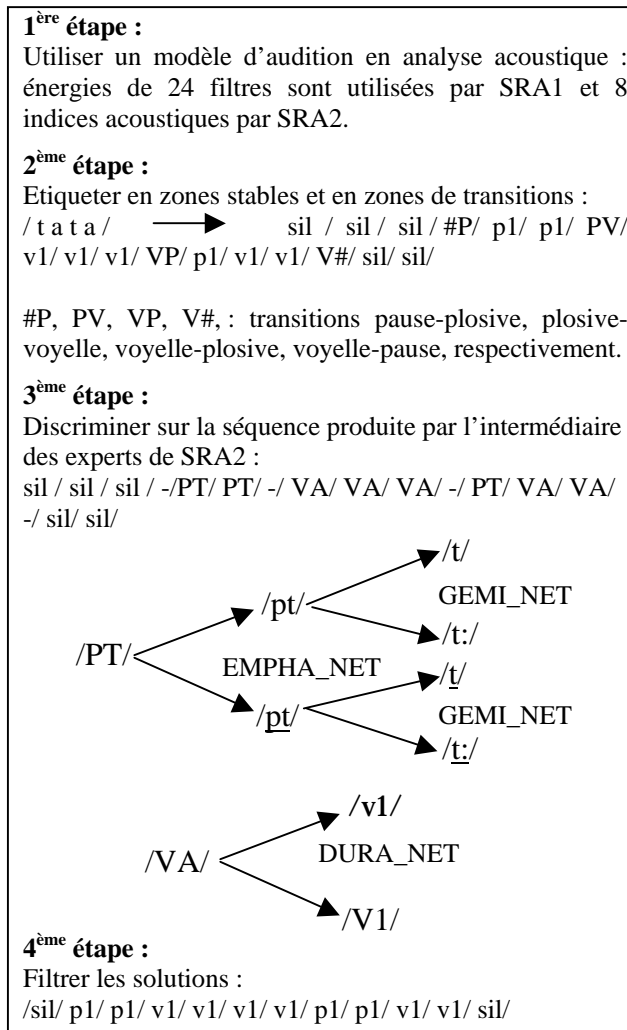 1ère étape :
Utiliser un modèle d'audition en analyse acoustique :
énergies de 24 filtres sont utilisées par SRA1 et 8
indices acoustiques par SRA2.
2ème étape :
Etiqueter en zones stables et en zones de transitions :
/ t a t a / → sil / sil / sil / #P/ p1/ p1/ PV/
v1/ v1/ v1/ VP/ p1/ v1/ v1/ V#/ sil/ sil/
#P, PV, VP, V#, : transitions pause-plosive, plosive-
voyelle, voyelle-plosive, voyelle-pause, respectivement.
3ème étape :
Discriminer sur la séquence produite par l'intermédiaire
des experts de SRA2 :
sil / sil / sil / -/PT/ PT/ -/ VA/ VA/ VA/ -/ PT/ VA/ VA/
-/ sil/ sil/
/t/
/pt/ GEMI_NET
/t:/
/PT/ EMPHA_NET
/t/
/pt/ GEMI_NET
/t:/
/v1/
/VA/ DURA_NET
/V1/
4ème étape :
Filtrer les solutions :
/sil/ p1/ p1/ v1/ v1/ v1/ v1/ p1/ p1/ v1/ v1/ sil/